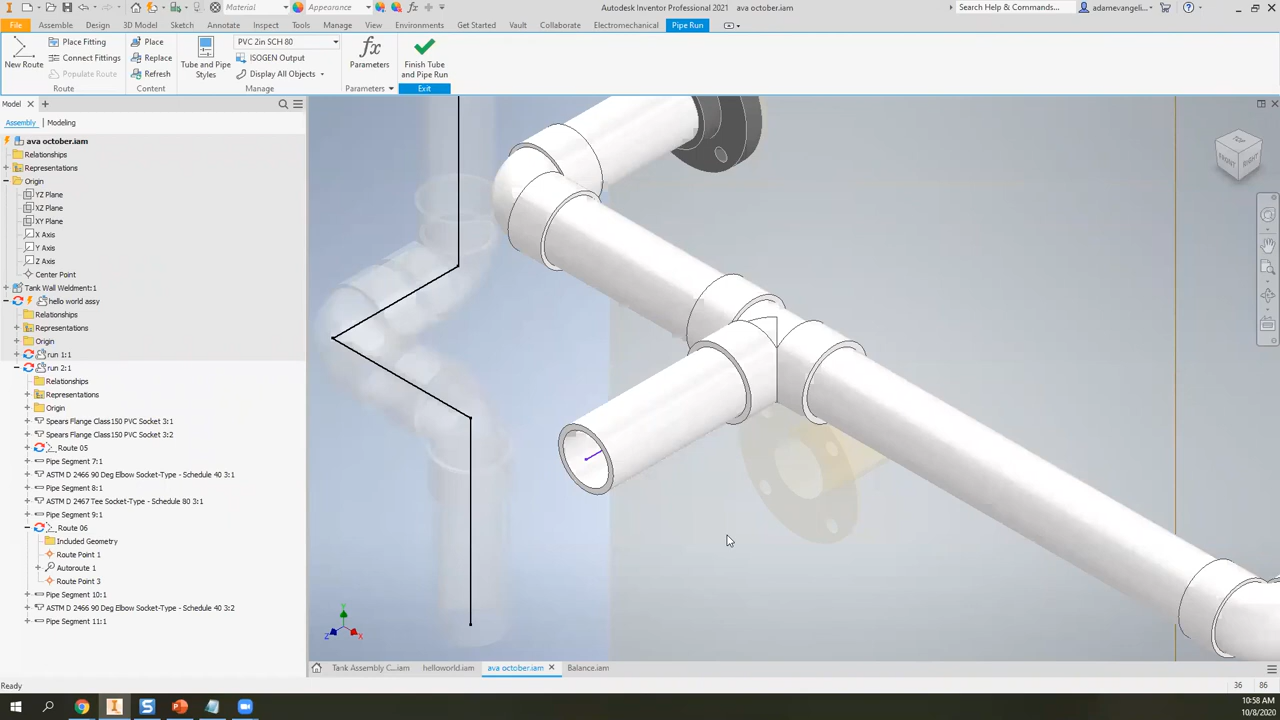 Material
Appearance
Autodesk Inventor Professional 2021 ava october.iam
Search Help & Commands...
adamevangeli...
File Assembly Design 3D Model Sketch Annotate Inspect Tools Manage View Environments Get Started Vault Collaborate Electromechanical Pipe Run
New Route
Place Fitting
Connect Fittings
Populate Route
Route
Place
Replace
Refresh
Content
Tube and Pipe Styles
PVC 2in SCH 80
ISOGEN Output
Display All Objects
Manage
fx
Parameters
Parameters
Finish Tube and Pipe Run
Exit
Model
Assembly Modeling
ava october.iam
Relationships
Representations
Origin
YZ Plane
XZ Plane
XY Plane
X Axis
Y Axis
Z Axis
Center Point
Tank Wall Weldment:1
hello world assy
Relationships
Representations
Origin
run 1:1
run 2:1
Relationships
Representations
Origin
Spears Flange Class150 PVC Socket 3:1
Spears Flange Class150 PVC Socket 3:2
Route 05
Pipe Segment 7:1
ASTM D 2466 90 Deg Elbow Socket-Type - Schedule 40 3:1
Pipe Segment 8:1
ASTM D 2467 Tee Socket-Type - Schedule 80 3:1
Pipe Segment 9:1
Route 06
Included Geometry
Route Point 1
Autoroute 1
Route Point 3
Pipe Segment 10:1
ASTM D 2466 90 Deg Elbow Socket-Type - Schedule 40 3:2
Pipe Segment 11:1
TOP
FRONT
RIGHT
Y
Z
X
Tank Assembly C...iam helloworld.iam ava october.iam Balance.iam
Ready
36 86
10:58 AM
10/8/2020